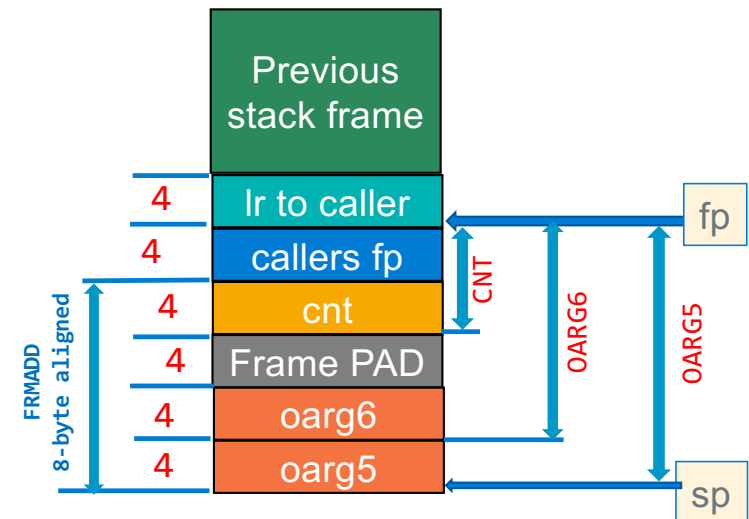 Previous
stack frame
4
lr to caller
fp
4
callers fp
CNT
OARG6
OARG5
FRMADD
8-byte aligned
4
cnt
4
Frame PAD
4
oarg6
4
oarg5
sp